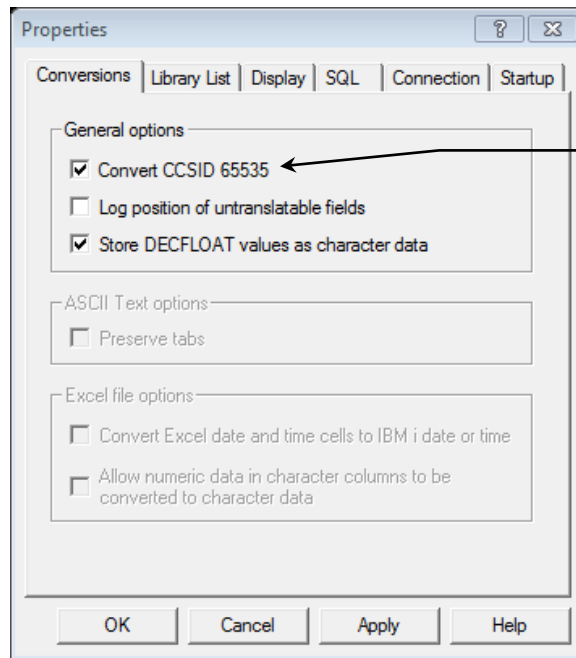 Properties
Conversions Library List Display SQL Connection Startup
General options
Convert CCSID 65535
Log position of untranslatable fields
Store DECFLOAT values as character data
ASCII Text options
Preserve tabs
Excel file options
Convert Excel date and time cells to IBM i date or time
Allow numeric data in character columns to be
converted to character data
OK Cancel Apply Help